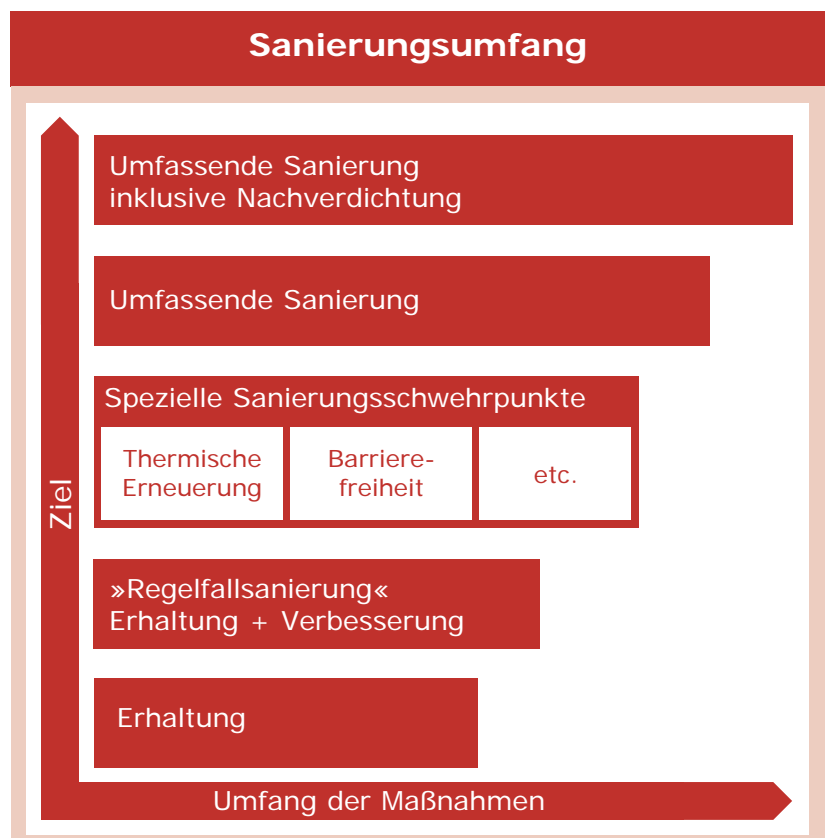 Sanierungsumfang
Umfassende Sanierung
inklusive Nachverdichtung
Umfassende Sanierung
Spezielle Sanierungsschwehrpunkte
Thermische
Erneuerung
Barriere-
freiheit
etc.
»Regelfallsanierung«
Erhaltung + Verbesserung
Erhaltung
Ziel
Umfang der Maßnahmen